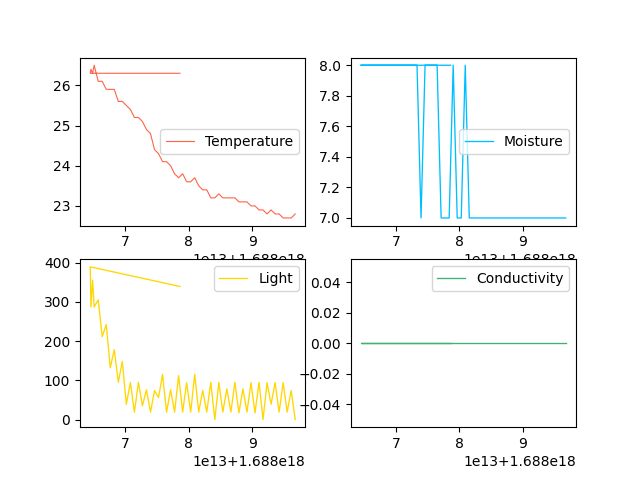 26
25
24
23
Temperature
7 8 9
1e13+1.688e18
8.0
7.8
7.6
7.4
7.2
7.0
Moisture
7 8 9
1e13+1.688e18
400
300
200
100
0
Light
7 8 9
1e13+1.688e18
0.04
0.02
0.00
−0.02
−0.04
Conductivity
7 8 9
1e13+1.688e18